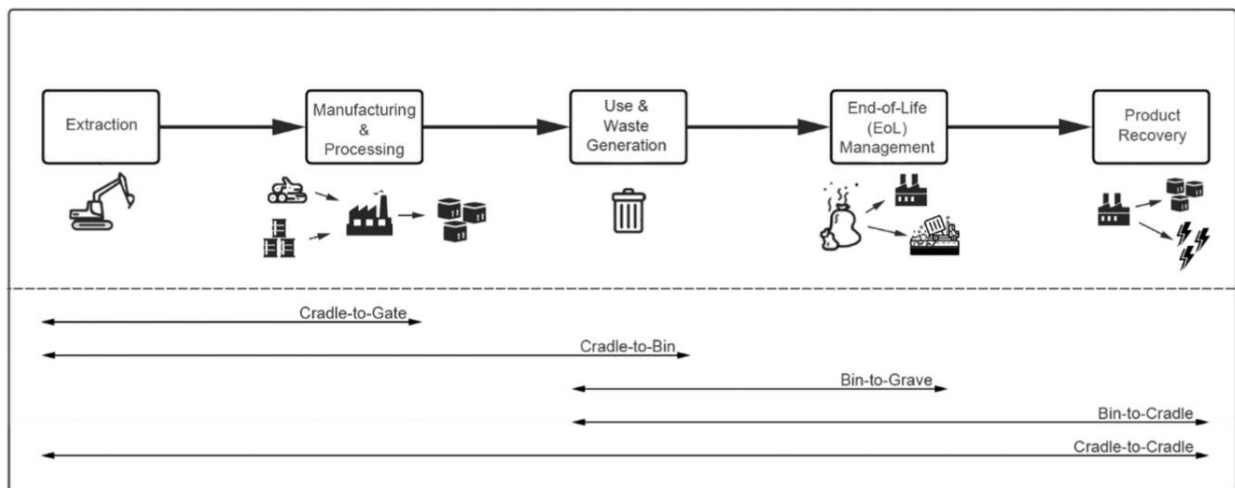 Extraction
Manufacturing
&
Processing
Use &
Waste
Generation
End-of-Life
(EoL)
Management
Product
Recovery
Cradle-to-Gate
Cradle-to-Bin
Bin-to-Grave
Bin-to-Cradle
Cradle-to-Cradle